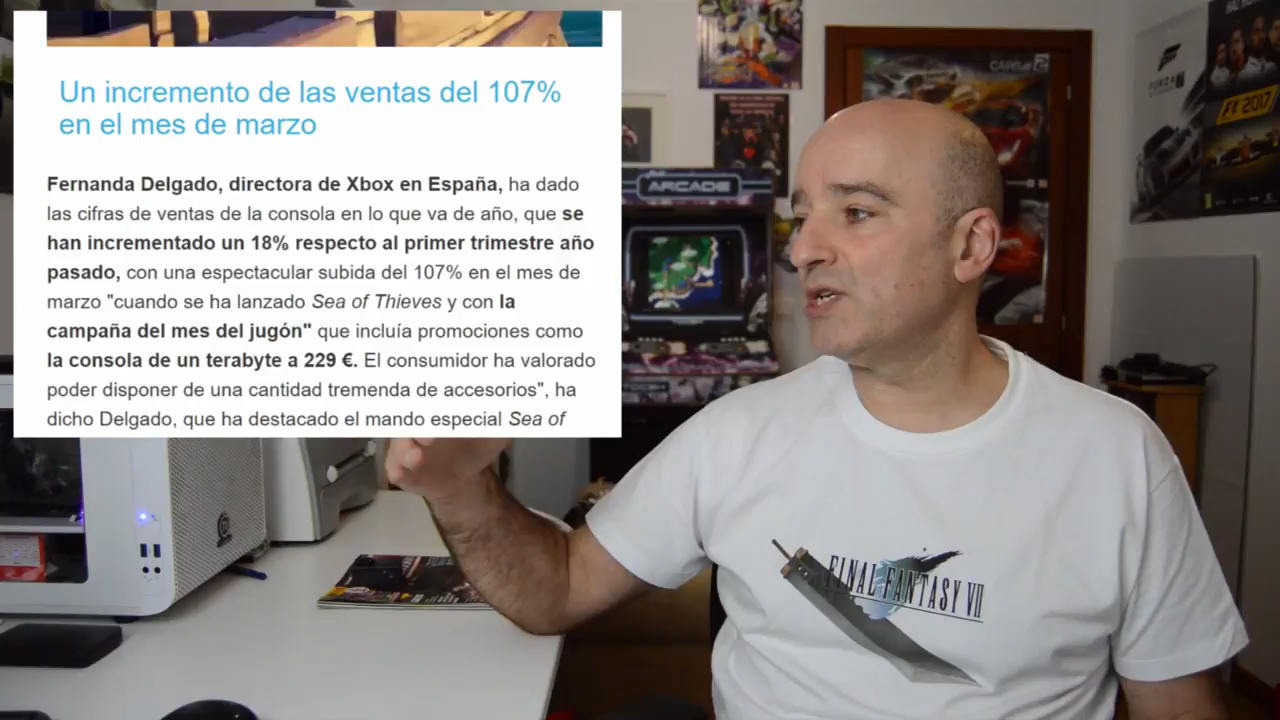 Un incremento de las ventas del 107%
en el mes de marzo
Fernanda Delgado, directora de Xbox en España, ha dado
las cifras de ventas de la consola en lo que va de año, que se
han incrementado un 18% respecto al primer trimestre año
pasado, con una espectacular subida del 107% en el mes de
marzo "cuando se ha lanzado Sea of Thieves y con la
campaña del mes del jugón" que incluía promociones como
la consola de un terabyte a 229 €. El consumidor ha valorado
poder disponer de una cantidad tremenda de accesorios", ha
dicho Delgado, que ha destacado el mando especial Sea of
ARCADE
FORZA
F1 2017
FINAL FANTASY VII